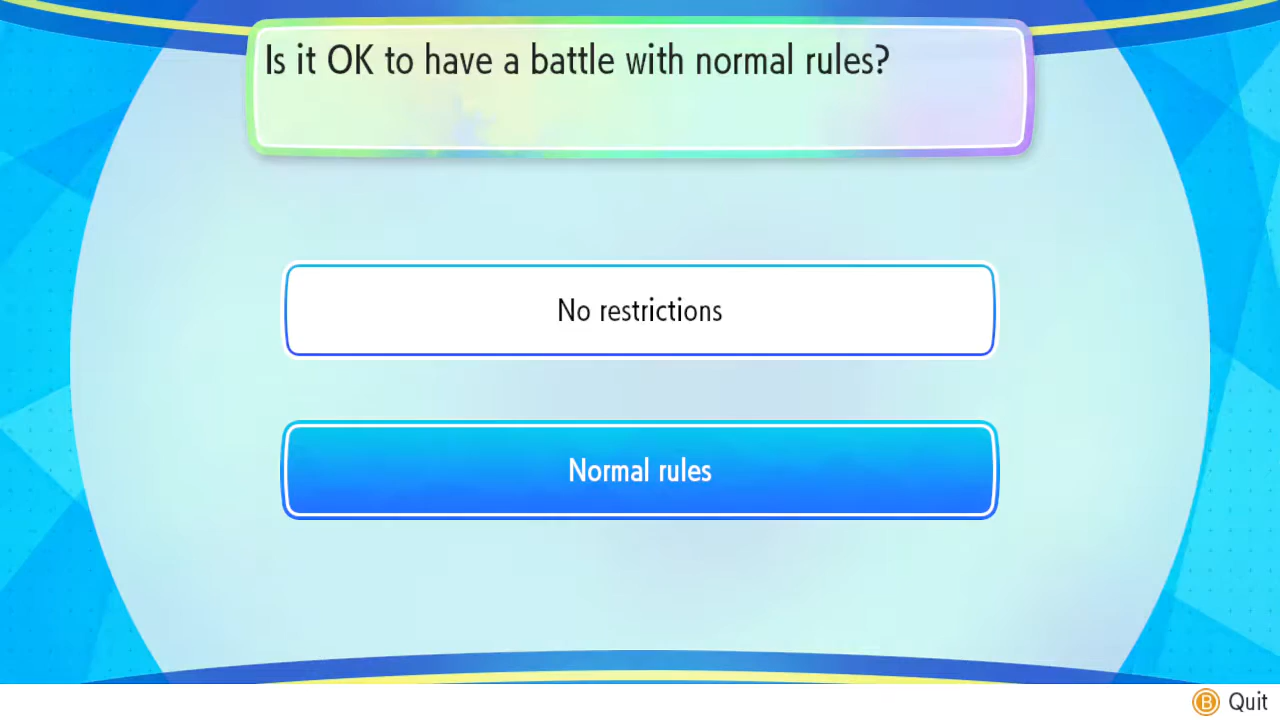 Is it OK to have a battle with normal rules?
No restrictions
Normal rules
B Quit